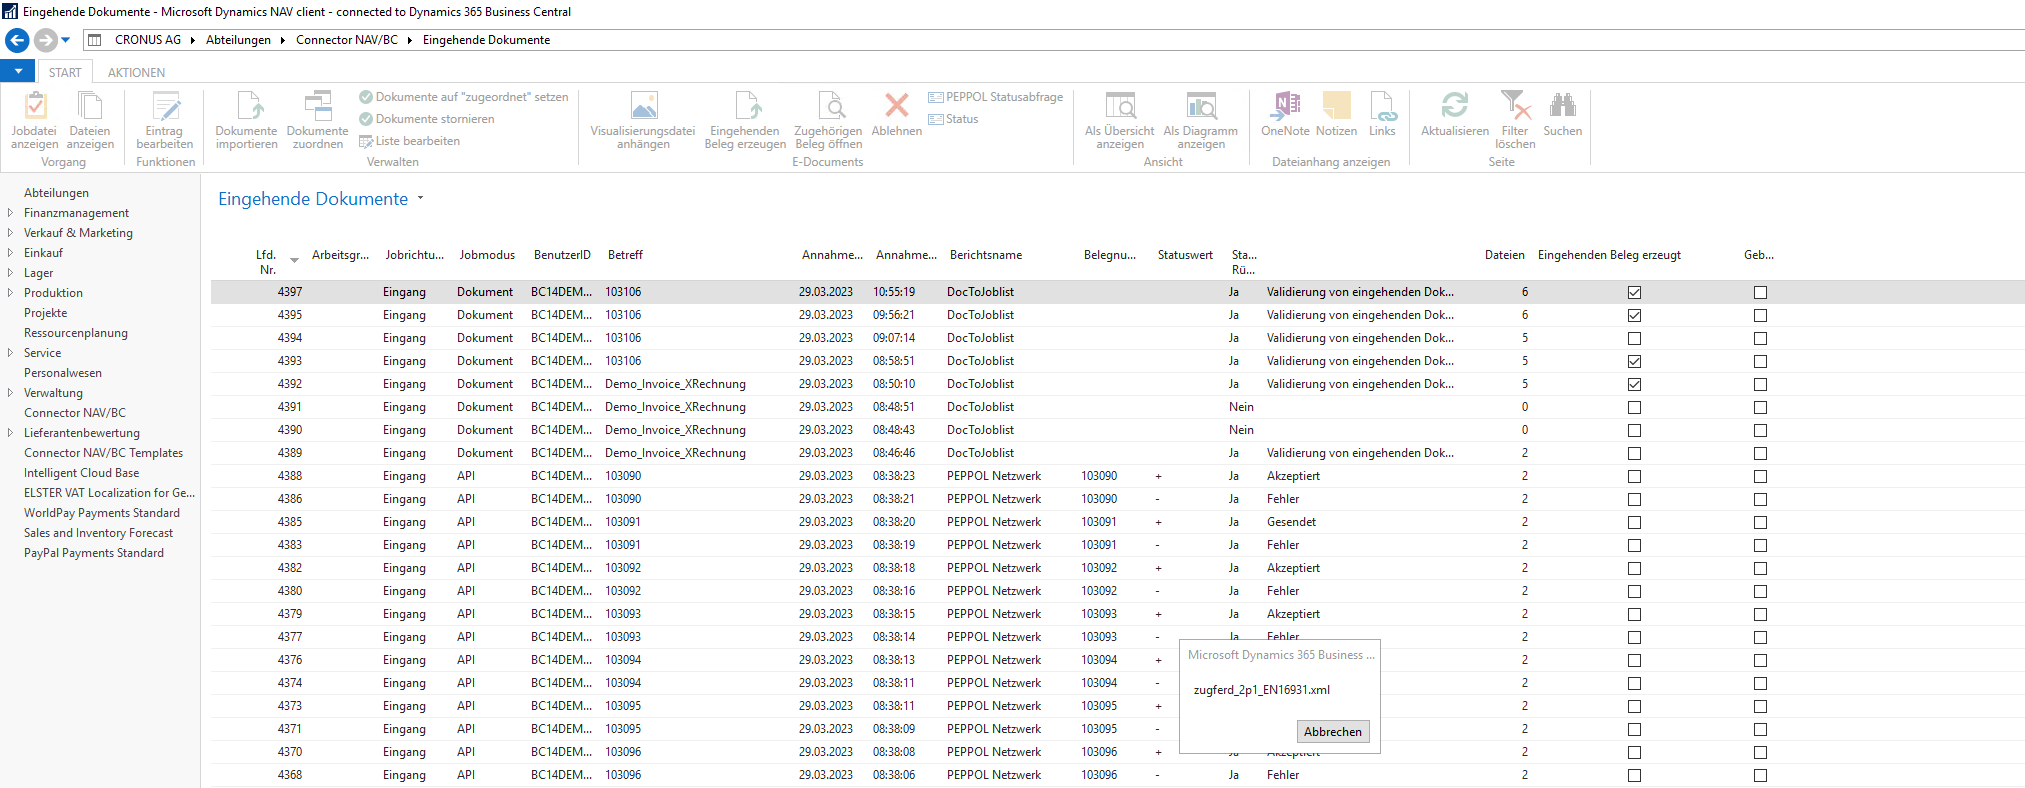 Eingehende Dokumente - Microsoft Dynamics NAV client - connected to Dynamics 365 Business Central
CRONUS AG Abteilungen Connector NAV/BC Eingehende Dokumente
START AKTIONEN
Jobdatei anzeigen
Dateien anzeigen
Vorgang
Eintrag bearbeiten
Funktionen
Dokumente importieren
Dokumente zuordnen
Dokumente auf "zugeordnet" setzen
Dokumente stornieren
Liste bearbeiten
Verwalten
Visualisierungsdatei anhängen
Eingehenden Beleg erzeugen
Zugehörigen Beleg öffnen
Ablehnen
PEPPOL Statusabfrage
Status
E-Documents
Als Übersicht anzeigen
Als Diagramm anzeigen
Ansicht
OneNote
Notizen
Links
Dateianhang anzeigen
Aktualisieren
Filter löschen
Suchen
Seite
Abteilungen
Finanzmanagement
Verkauf & Marketing
Einkauf
Lager
Produktion
Projekte
Ressourcenplanung
Service
Personalwesen
Verwaltung
Connector NAV/BC
Lieferantenbewertung
Connector NAV/BC Templates
Intelligent Cloud Base
ELSTER VAT Localization for Ge...
WorldPay Payments Standard
Sales and Inventory Forecast
PayPal Payments Standard
Eingehende Dokumente
Lfd. Nr. Arbeitsgr... Jobrichtu... Jobmodus BenutzerID Betreff Annahme... Annahme... Berichtsname Belegnu... Statuswert Sta... Rü... Dateien Eingehenden Beleg erzeugt Geb...
4397 Eingang Dokument BC14DEM... 103106 29.03.2023 10:55:19 DocToJoblist Ja Validierung von eingehenden Dok... 6
4395 Eingang Dokument BC14DEM... 103106 29.03.2023 09:56:21 DocToJoblist Ja Validierung von eingehenden Dok... 6
4394 Eingang Dokument BC14DEM... 103106 29.03.2023 09:07:14 DocToJoblist Ja Validierung von eingehenden Dok... 5
4393 Eingang Dokument BC14DEM... 103106 29.03.2023 08:58:51 DocToJoblist Ja Validierung von eingehenden Dok... 5
4392 Eingang Dokument BC14DEM... Demo_Invoice_XRechnung 29.03.2023 08:50:10 DocToJoblist Ja Validierung von eingehenden Dok... 5
4391 Eingang Dokument BC14DEM... Demo_Invoice_XRechnung 29.03.2023 08:48:51 DocToJoblist Nein 0
4390 Eingang Dokument BC14DEM... Demo_Invoice_XRechnung 29.03.2023 08:48:43 DocToJoblist Nein 0
4389 Eingang Dokument BC14DEM... Demo_Invoice_XRechnung 29.03.2023 08:46:46 DocToJoblist Ja Validierung von eingehenden Dok... 2
4388 Eingang API BC14DEM... 103090 29.03.2023 08:38:23 PEPPOL Netzwerk 103090 + Ja Akzeptiert 2
4386 Eingang API BC14DEM... 103090 29.03.2023 08:38:21 PEPPOL Netzwerk 103090 - Ja Fehler 2
4385 Eingang API BC14DEM... 103091 29.03.2023 08:38:20 PEPPOL Netzwerk 103091 + Ja Gesendet 2
4383 Eingang API BC14DEM... 103091 29.03.2023 08:38:19 PEPPOL Netzwerk 103091 - Ja Fehler 2
4382 Eingang API BC14DEM... 103092 29.03.2023 08:38:18 PEPPOL Netzwerk 103092 + Ja Akzeptiert 2
4380 Eingang API BC14DEM... 103092 29.03.2023 08:38:16 PEPPOL Netzwerk 103092 - Ja Fehler 2
4379 Eingang API BC14DEM... 103093 29.03.2023 08:38:15 PEPPOL Netzwerk 103093 + Ja Akzeptiert 2
4377 Eingang API BC14DEM... 103093 29.03.2023 08:38:14 PEPPOL Netzwerk 103093 - Ja Fehler 2
4376 Eingang API BC14DEM... 103094 29.03.2023 08:38:13 PEPPOL Netzwerk 103094 + 2
4374 Eingang API BC14DEM... 103094 29.03.2023 08:38:11 PEPPOL Netzwerk 103094 - 2
4373 Eingang API BC14DEM... 103095 29.03.2023 08:38:11 PEPPOL Netzwerk 103095 + 2
4371 Eingang API BC14DEM... 103095 29.03.2023 08:38:09 PEPPOL Netzwerk 103095 - 2
4370 Eingang API BC14DEM... 103096 29.03.2023 08:38:08 PEPPOL Netzwerk 103096 + Ja Akzeptiert 2
4368 Eingang API BC14DEM... 103096 29.03.2023 08:38:06 PEPPOL Netzwerk 103096 - Ja Fehler 2
Microsoft Dynamics 365 Business ...
zugferd_2p1_EN16931.xml
Abbrechen